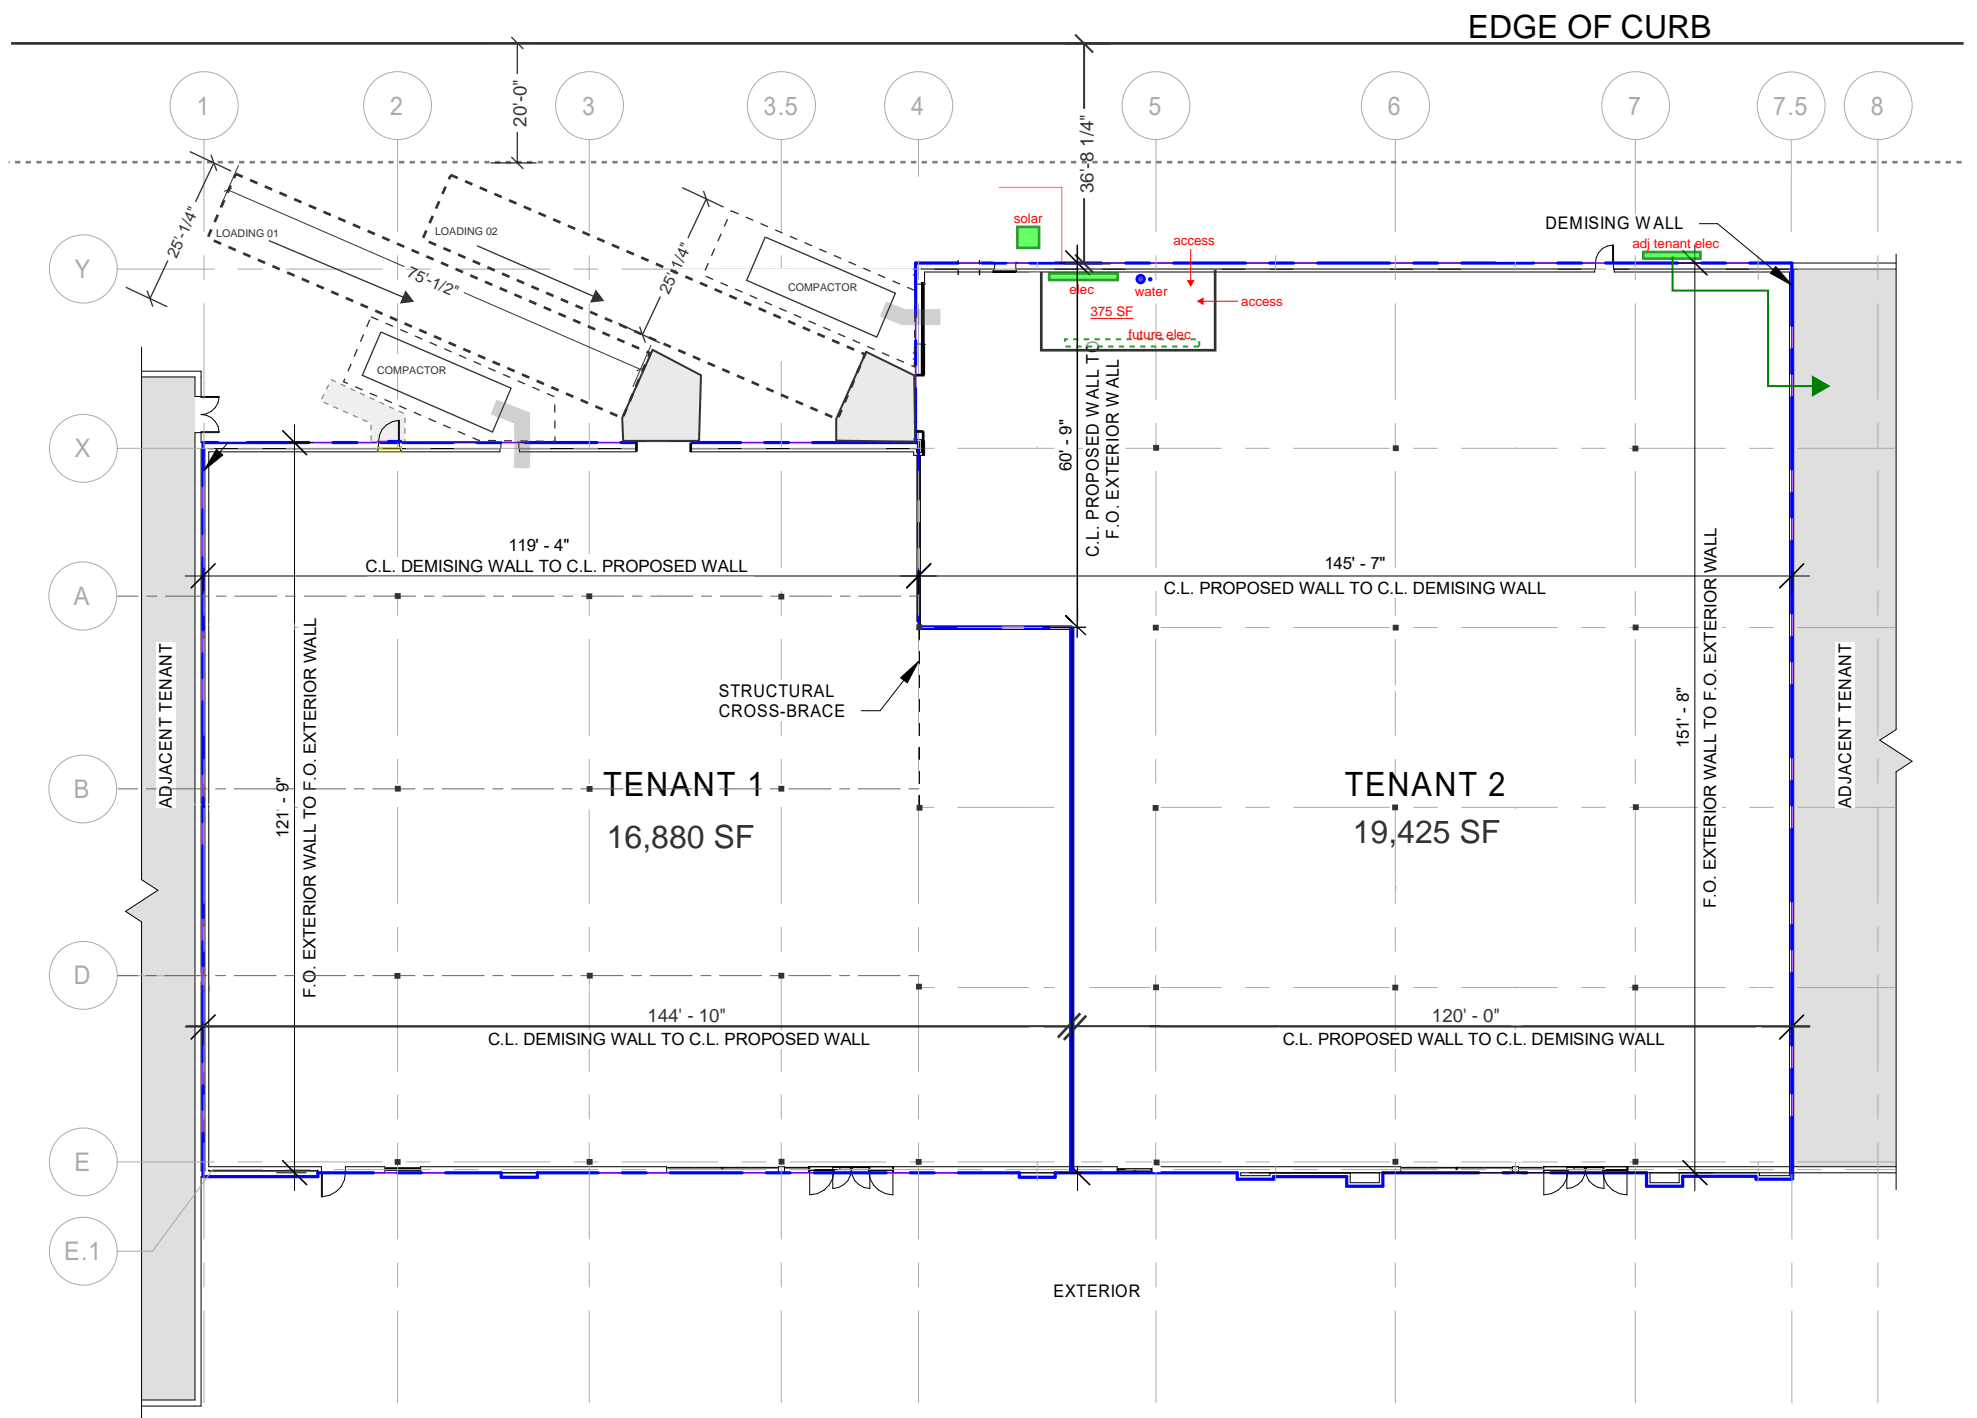 EDGE OF CURB
1
2
3
3.5
4
5
6
7
7.5
8
20'-0"
36'-8 1/4"
25'-1/4"
LOADING 01
LOADING 02
75'-1/2"
25'-1/4"
COMPACTOR
COMPACTOR
solar
access
access
elec
water
375 SF
future elec
DEMISING WALL
adj tenant elec
Y
X
A
B
D
E
E.1
60' - 9"
C.L. PROPOSED WALL TO
F.O. EXTERIOR WALL
119' - 4"
C.L. DEMISING WALL TO C.L. PROPOSED WALL
145' - 7"
C.L. PROPOSED WALL TO C.L. DEMISING WALL
ADJACENT TENANT
121' - 9"
F.O. EXTERIOR WALL TO F.O. EXTERIOR WALL
STRUCTURAL
CROSS-BRACE
TENANT 1
16,880 SF
TENANT 2
19,425 SF
151' - 8"
F.O. EXTERIOR WALL TO F.O. EXTERIOR WALL
ADJACENT TENANT
144' - 10"
C.L. DEMISING WALL TO C.L. PROPOSED WALL
120' - 0"
C.L. PROPOSED WALL TO C.L. DEMISING WALL
EXTERIOR